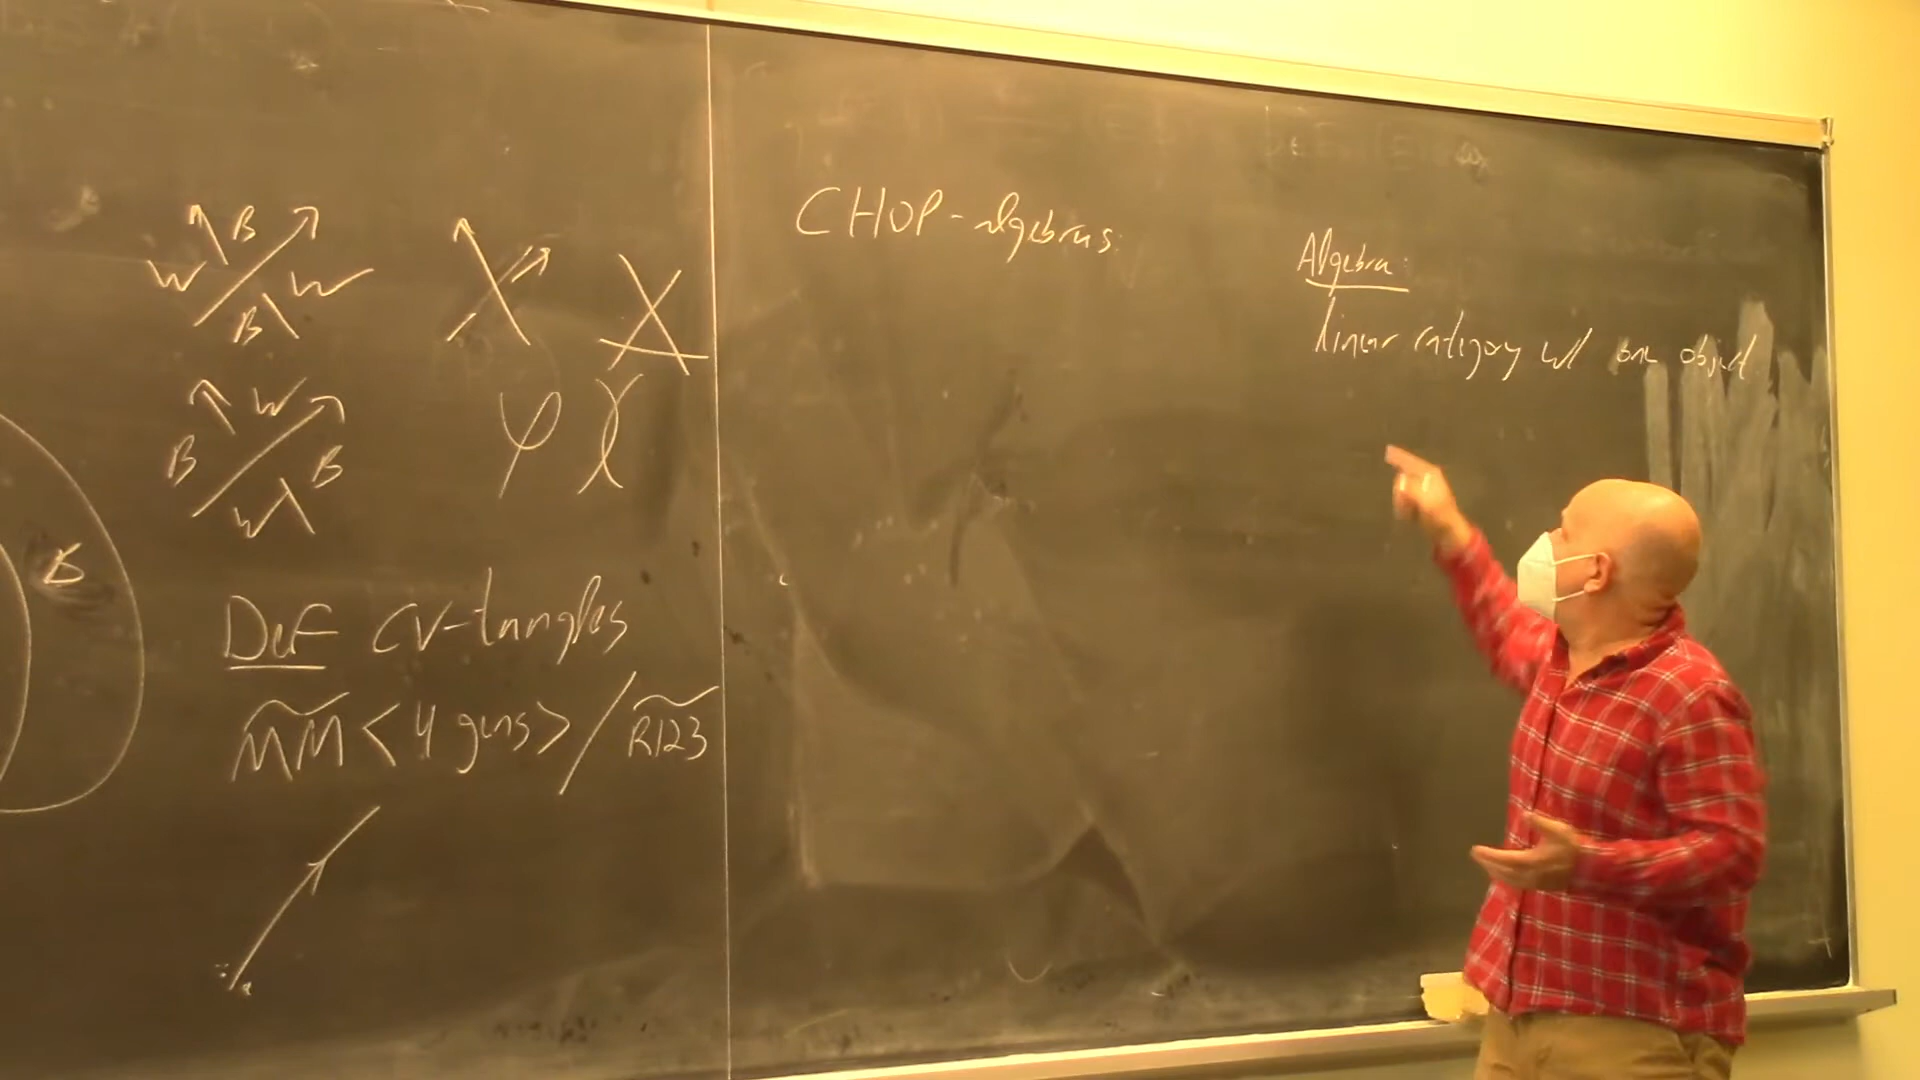 B
W W
B
W
B B
W
φ
B
Def CV-tangles
MM < 4 gens > / R123
CHOP-algebras:
Algebra:
linear category w/ one object